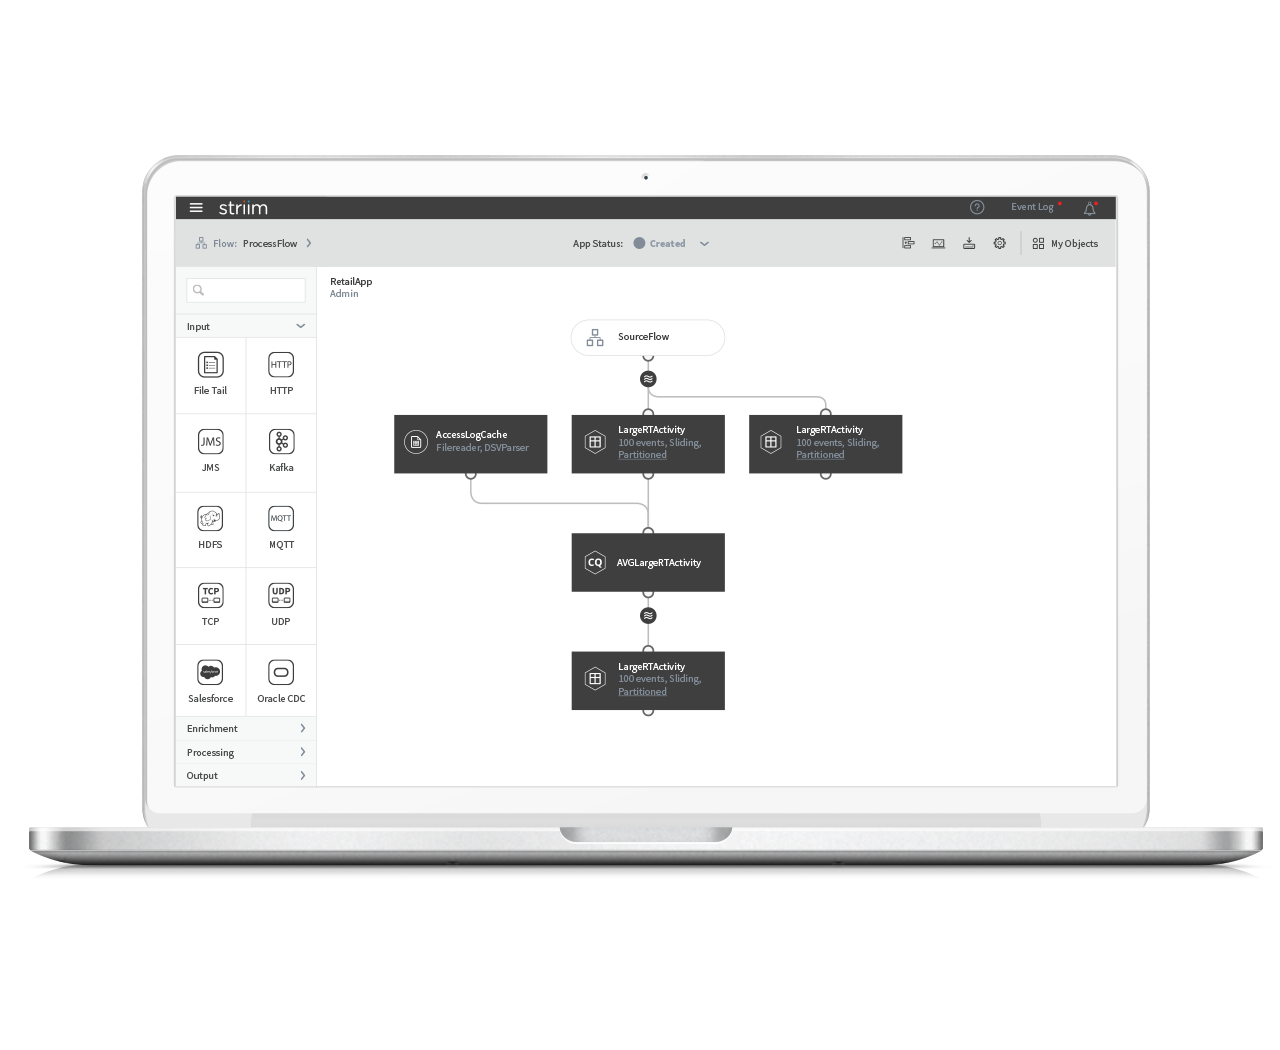 striim
Event Log
Flow: ProcessFlow
App Status: Created
My Objects
RetailApp
Admin
Input
File Tail
HTTP
HTTP
JMS
JMS
Kafka
HDFS
MQTT
MQTT
TCP
TCP
UDP
UDP
Salesforce
Oracle CDC
Enrichment
Processing
Output
SourceFlow
AccessLogCache
Filereader, DSVParser
LargeRTActivity
100 events, Sliding,
Partitioned
LargeRTActivity
100 events, Sliding,
Partitioned
CQ
AVGLargeRTActivity
LargeRTActivity
100 events, Sliding,
Partitioned